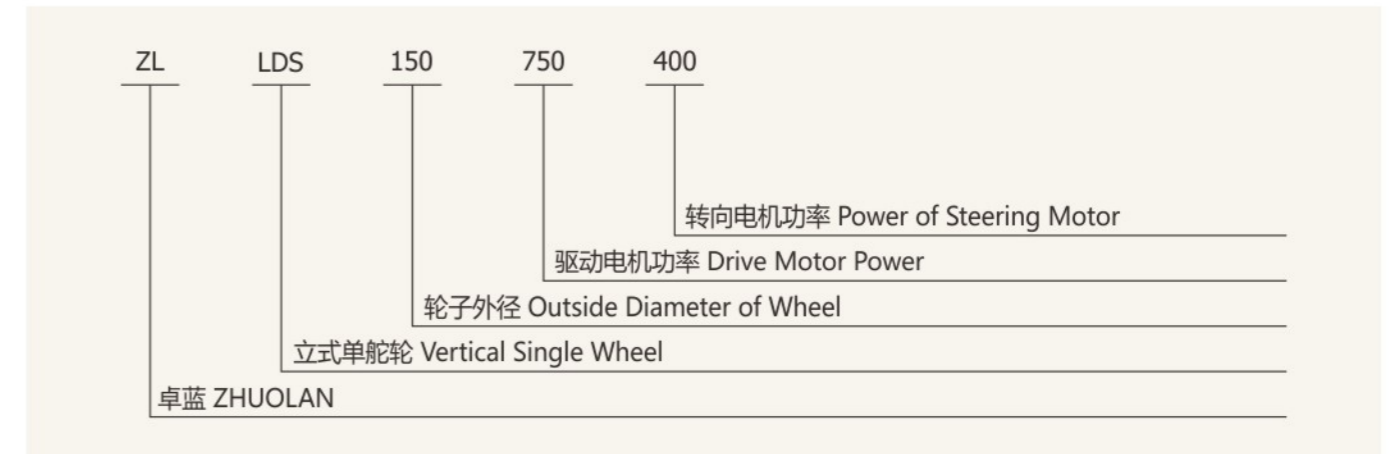 ZL LDS 150 750 400
转向电机功率 Power of Steering Motor
驱动电机功率 Drive Motor Power
轮子外径 Outside Diameter of Wheel
立式单舵轮 Vertical Single Wheel
卓蓝 ZHUOLAN